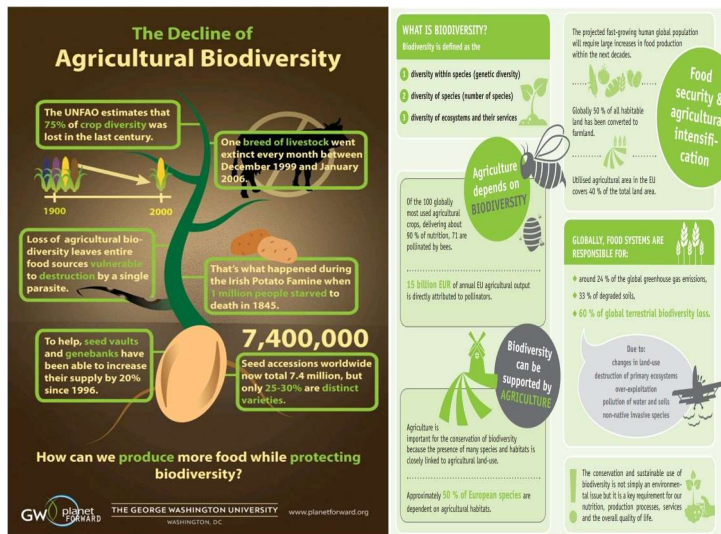 The Decline of
Agricultural Biodiversity
The UNFAO estimates that
75% of crop diversity was
lost in the last century.
One breed of livestock went
extinct every month between
December 1999 and January
2006.
1900
2000
Loss of agricultural bio-
diversity leaves entire
food sources vulnerable
to destruction by a single
parasite.
That's what happened during
the Irish Potato Famine when
1 million people starved to
death in 1845.
To help, seed vaults
and genebanks have
been able to increase
their supply by 20%
since 1996.
7,400,000
Seed accessions worldwide
now total 7.4 million, but
only 25-30% are distinct
varieties.
How can we produce more food while protecting
biodiversity?
GW planet FORWARD
THE GEORGE WASHINGTON UNIVERSITY
WASHINGTON, DC
www.planetforward.org
WHAT IS BIODIVERSITY?
Biodiversity is defined as the
1 diversity within species (genetic diversity)
2 diversity of species (number of species)
3 diversity of ecosystems and their services
Agriculture
depends on
BIODIVERSITY
Of the 100 globally
most used agricultural
crops, delivering about
90 % of nutrition, 71 are
pollinated by bees.
15 billion EUR of annual EU agricultural output
is directly attributed to pollinators.
Biodiversity
can be
supported by
AGRICULTURE
Agriculture is
important for the conservation of biodiversity
because the presence of many species and habitats is
closely linked to agricultural land-use.
Approximately 50 % of European species are
dependent on agricultural habitats.
The projected fast-growing human global population
will require large increases in food production
within the next decades.
Food
security &
agricultural
intensifi-
cation
Globally 50 % of all habitable
land has been converted to
farmland.
Utilised agricultural area in the EU
covers 40 % of the total land area.
GLOBALLY, FOOD SYSTEMS ARE
RESPONSIBLE FOR:
around 24 % of the global greenhouse gas emissions,
33 % of degraded soils,
60 % of global terrestrial biodiversity loss.
Due to:
changes in land-use
destruction of primary ecosystems
over-exploitation
pollution of water and soils
non-native invasive species
! The conservation and sustainable use of
biodiversity is not simply an environmen-
tal issue but it is a key requirement for our
nutrition, production processes, services
and the overall quality of life.